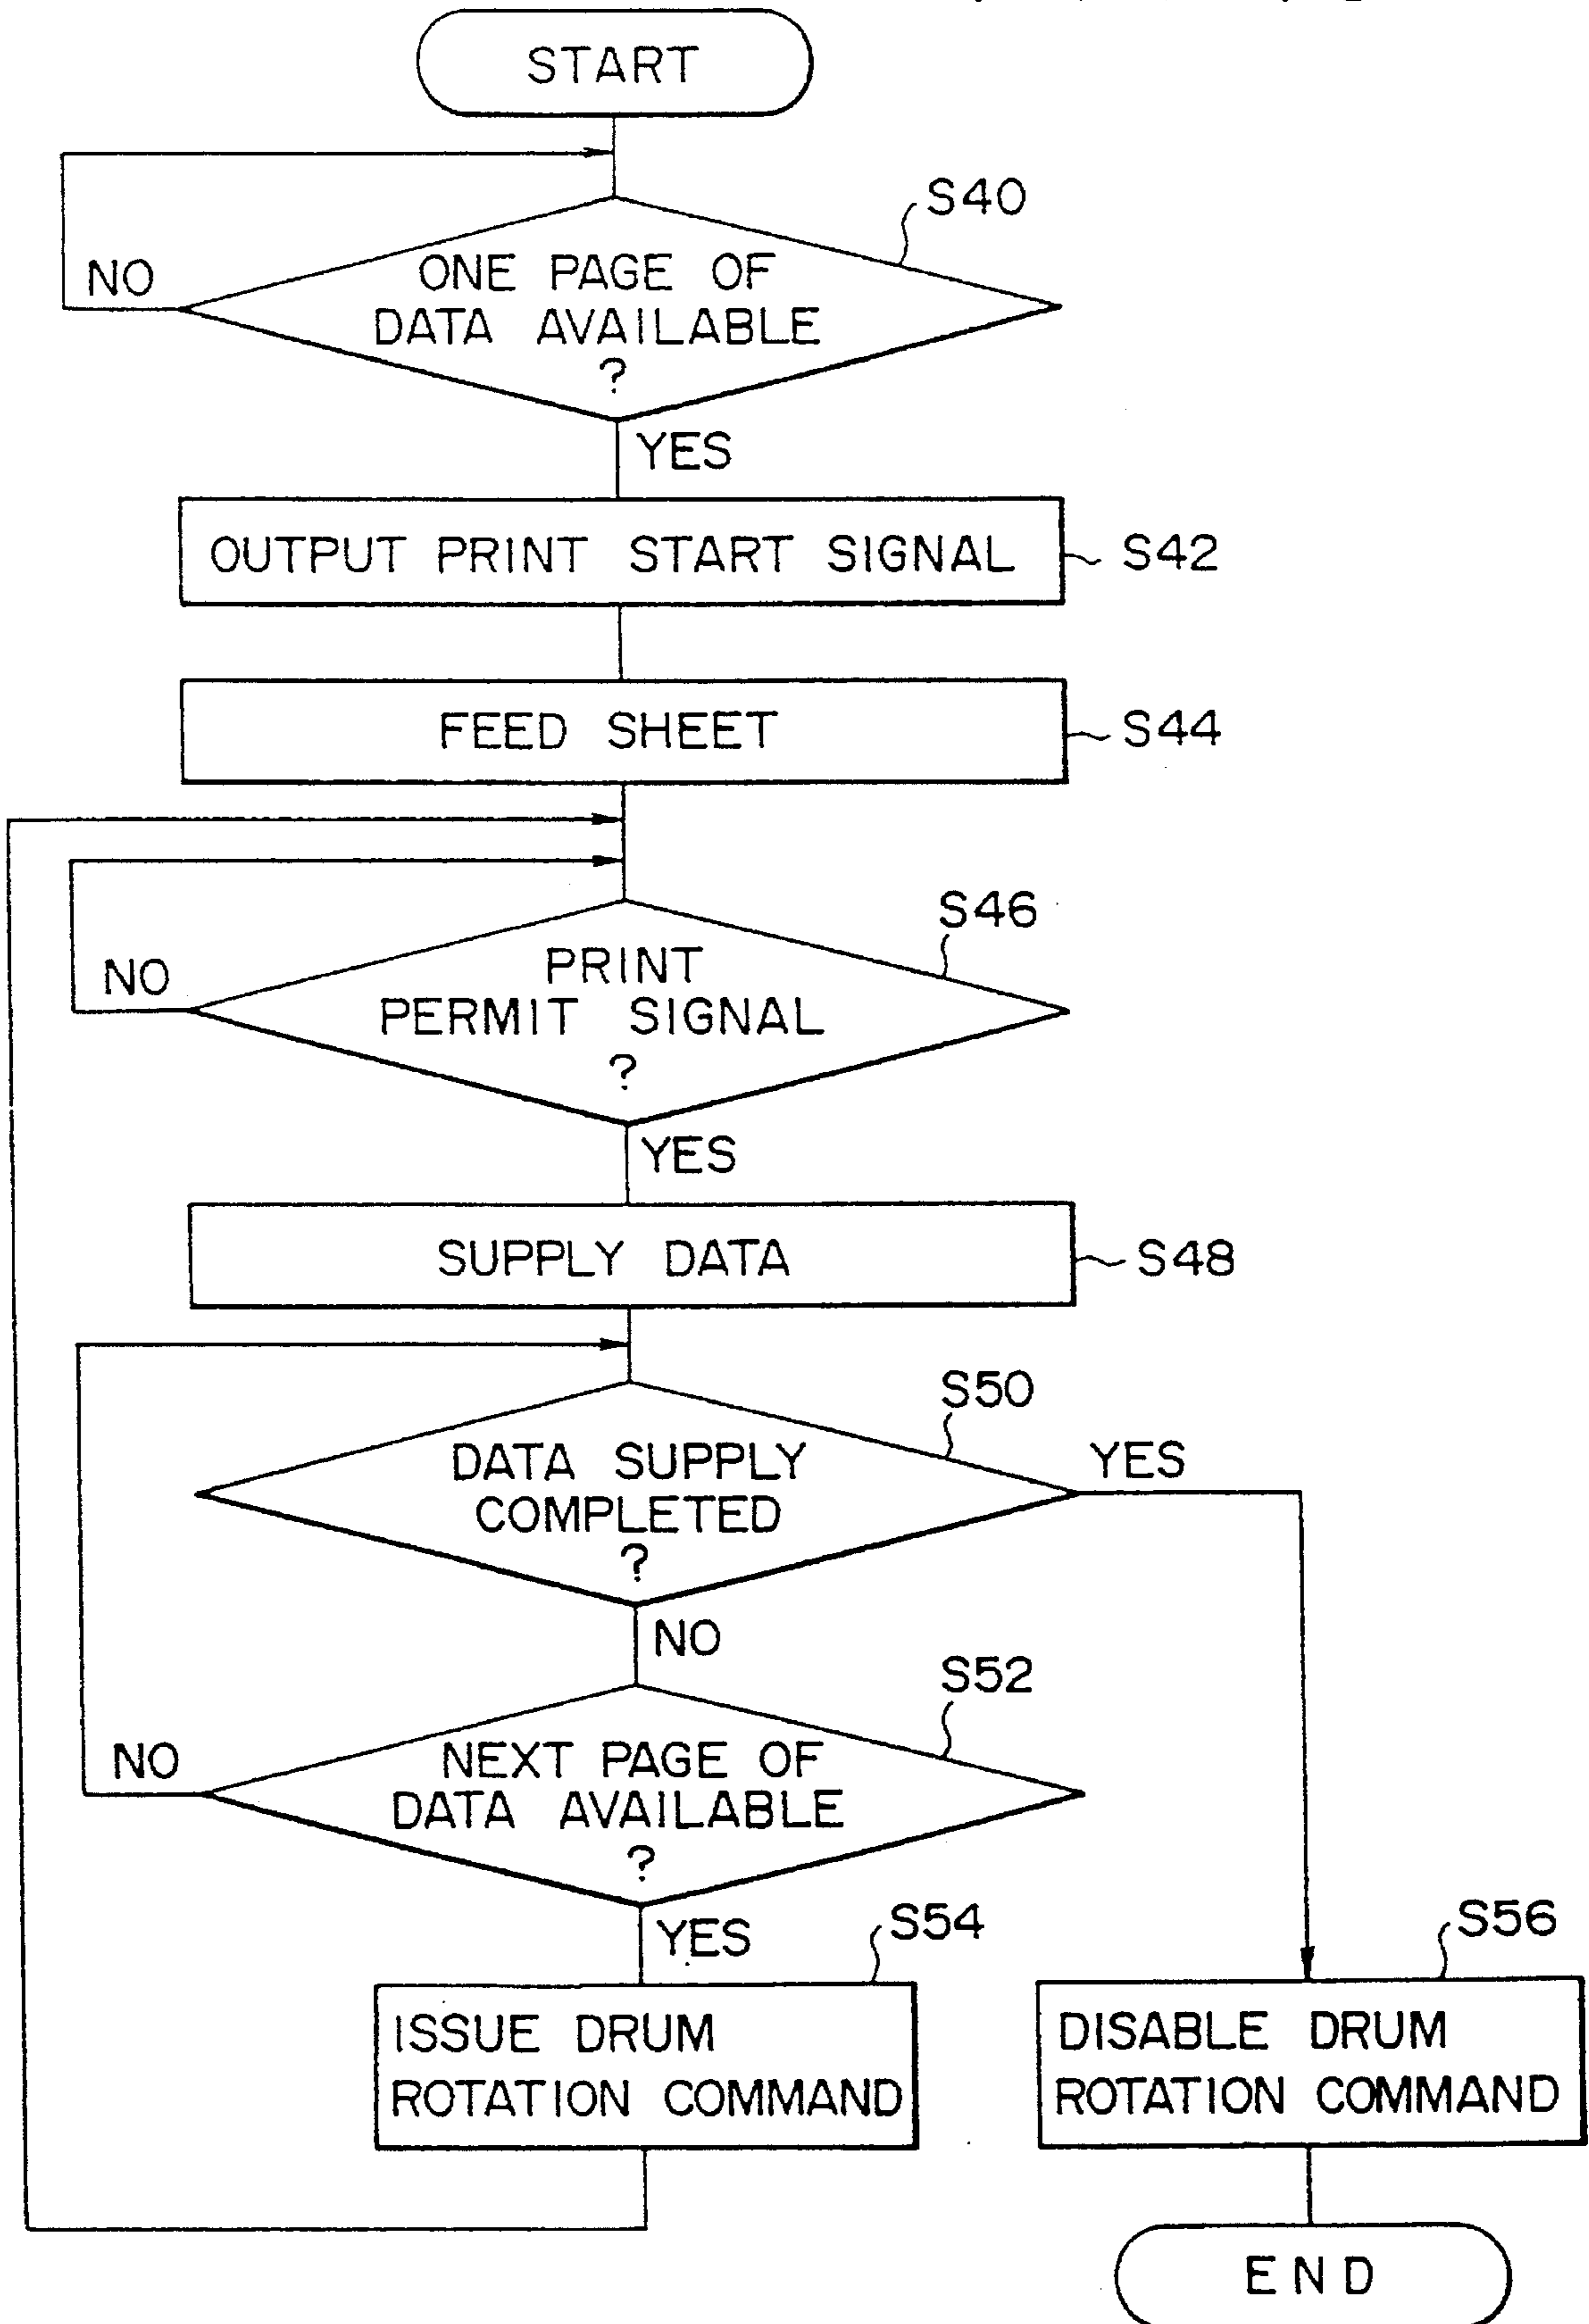 START
S40
NO
ONE PAGE OF
DATA AVAILABLE
?
YES
OUTPUT PRINT START SIGNAL
S42
FEED SHEET
S44
S46
NO
PRINT
PERMIT SIGNAL
?
YES
SUPPLY DATA
S48
S50
YES
DATA SUPPLY
COMPLETED
?
NO
S52
NO
NEXT PAGE OF
DATA AVAILABLE
?
YES
S54
S56
ISSUE DRUM
ROTATION COMMAND
DISABLE DRUM
ROTATION COMMAND
END